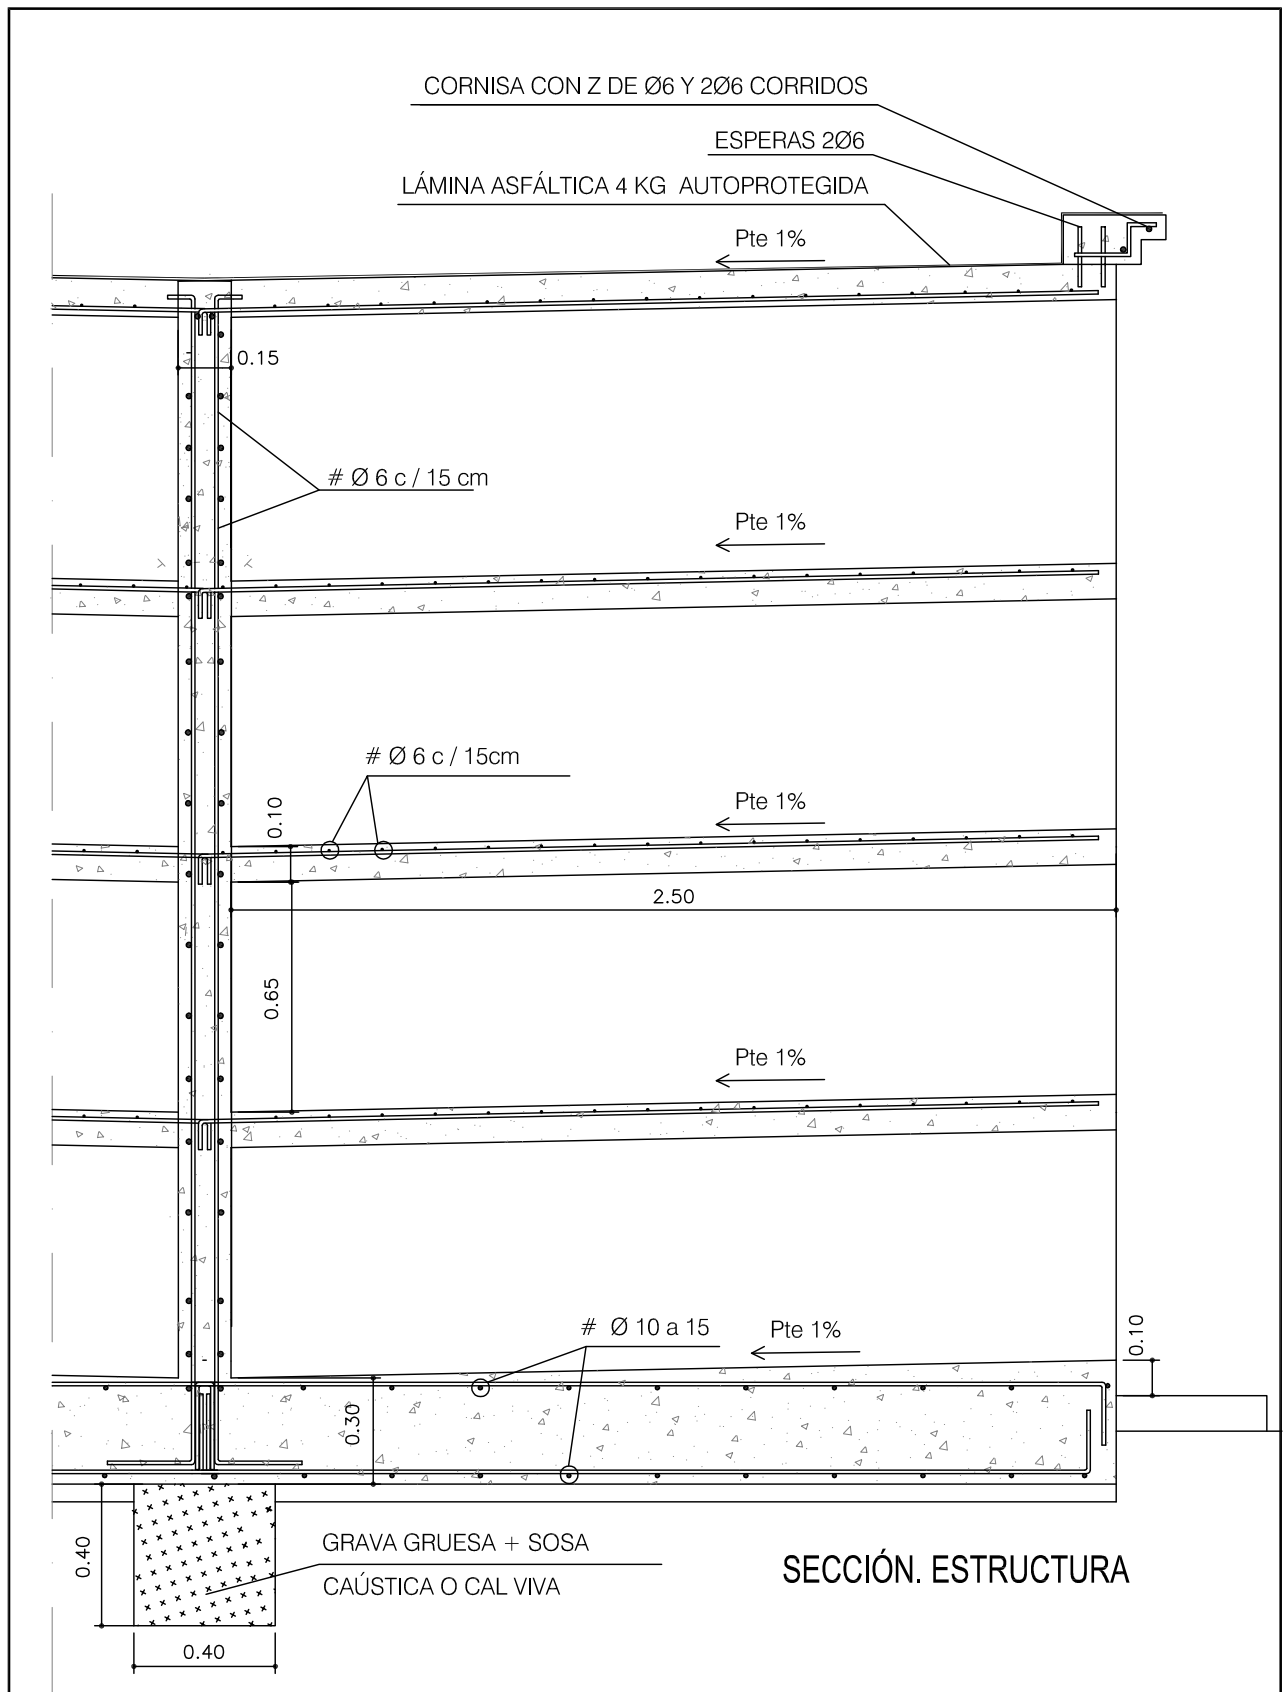 CORNISA CON Z DE Ø6 Y 2Ø6 CORRIDOS
ESPERAS 2Ø6
LÁMINA ASFÁLTICA 4 KG AUTOPROTEGIDA
Pte 1%
0.15
# Ø 6 c / 15 cm
Pte 1%
# Ø 6 c / 15cm
0.10
Pte 1%
2.50
0.65
Pte 1%
# Ø 10 a 15
Pte 1%
0.10
0.30
0.40
GRAVA GRUESA + SOSA
CAÚSTICA O CAL VIVA
SECCIÓN. ESTRUCTURA
0.40